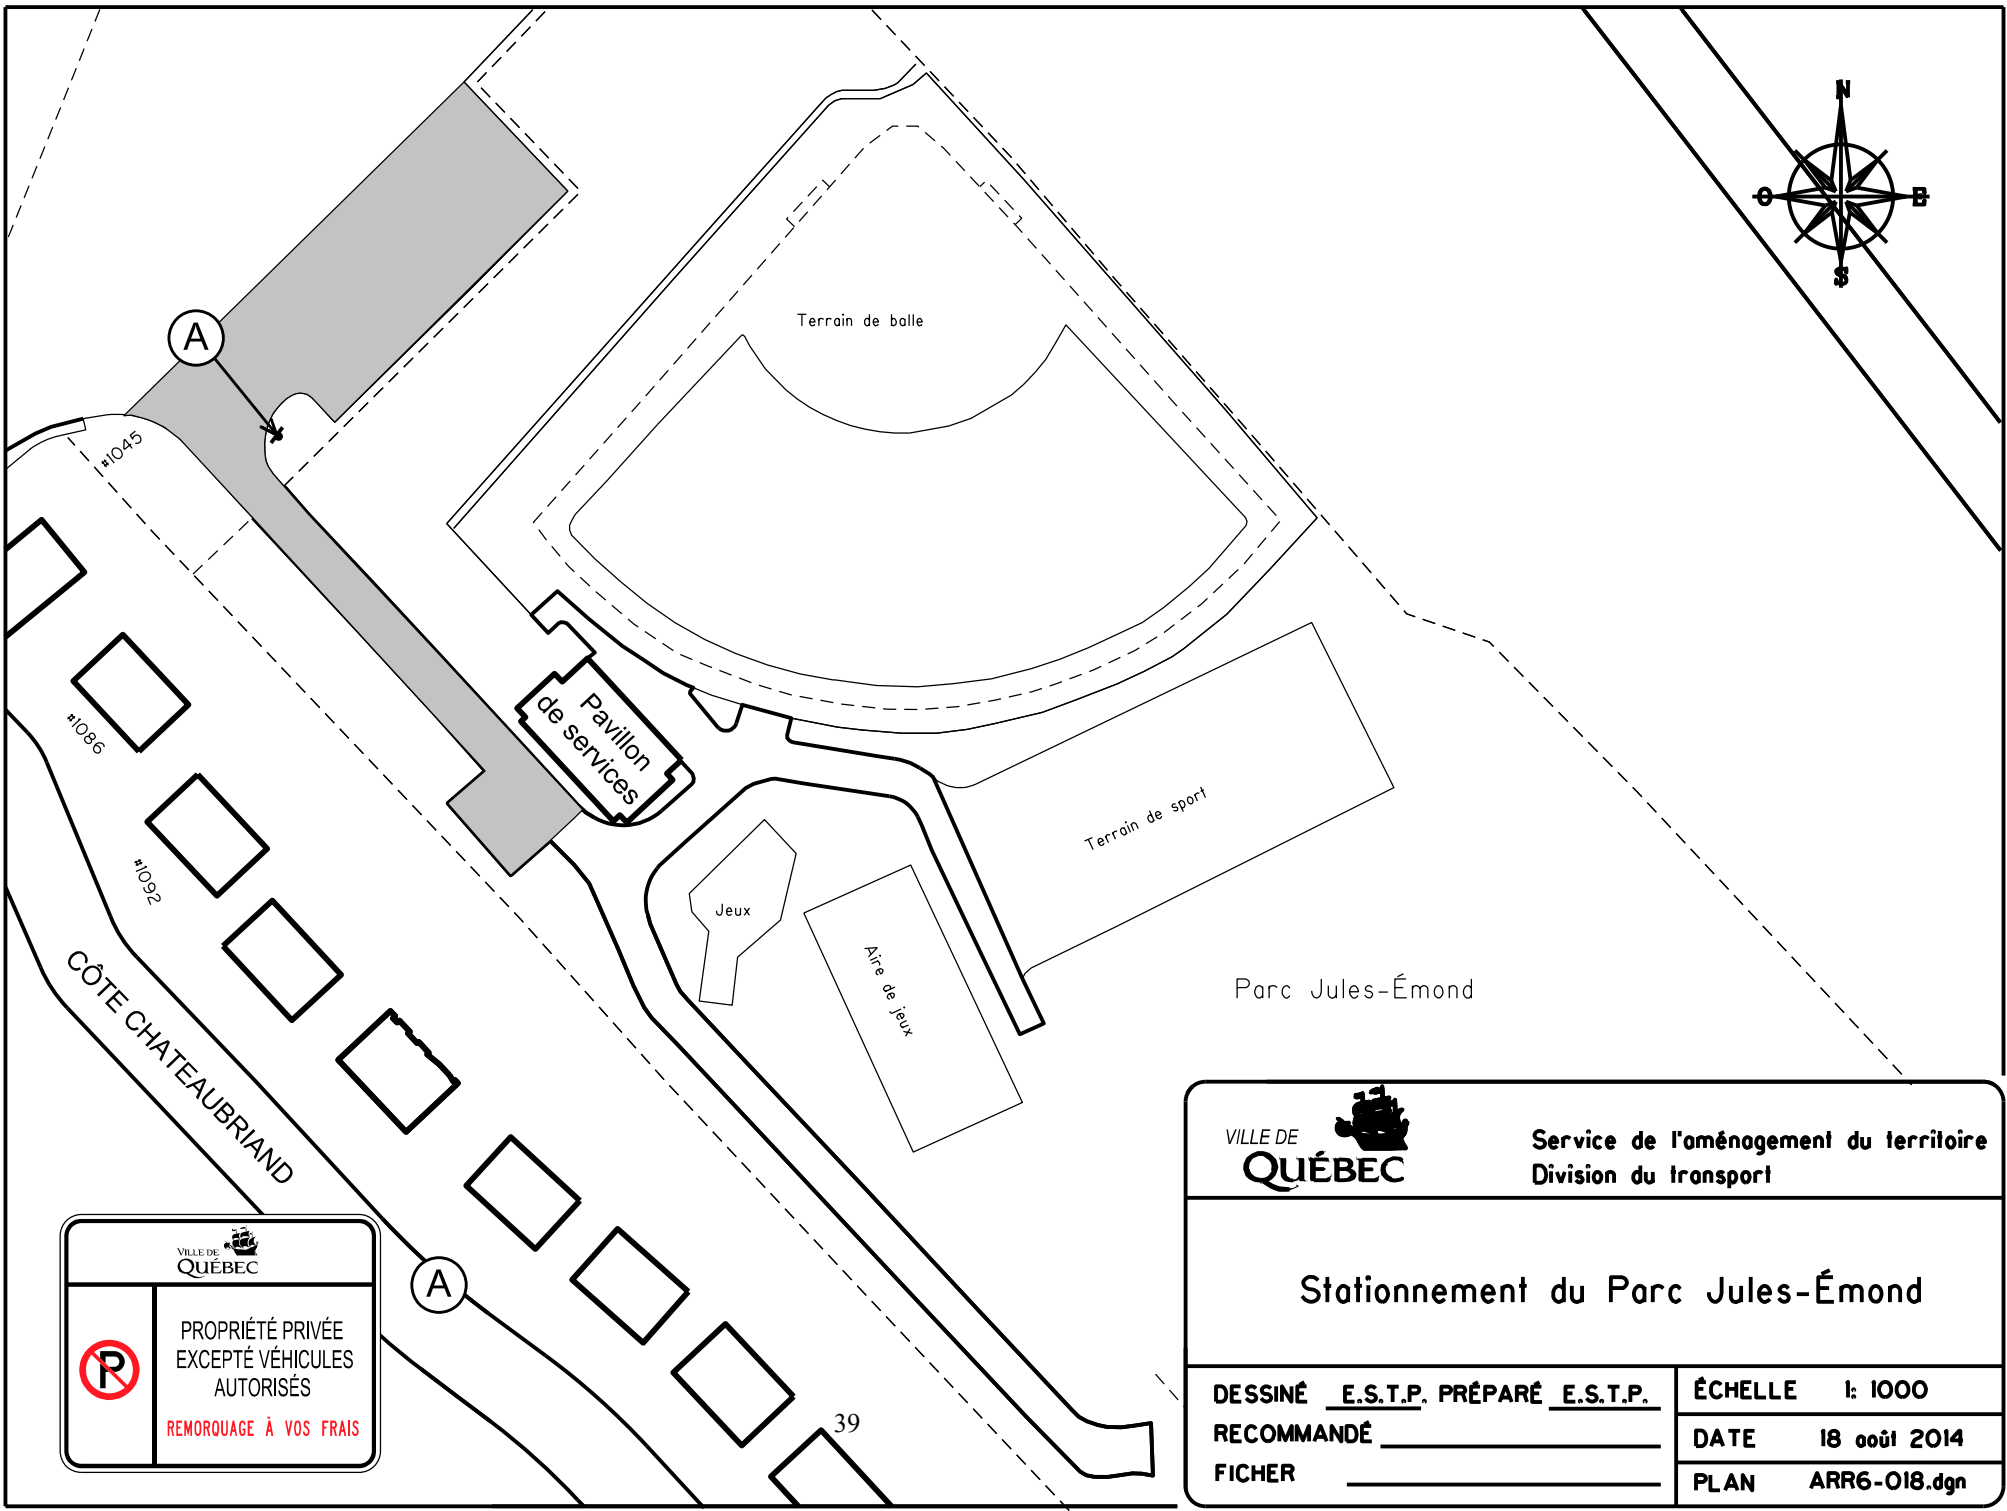 N
O
E
S
A
Terrain de balle
#1045
Pavillon
de services
#1086
Terrain de sport
#1092
Jeux
Aire de jeux
CÔTE CHATEAUBRIAND
Parc Jules-Émond
A
39
VILLE DE
QUÉBEC
PROPRIÉTÉ PRIVÉE
EXCEPTÉ VÉHICULES
AUTORISÉS
REMORQUAGE À VOS FRAIS
P
VILLE DE
QUÉBEC
Service de l'aménagement du territoire
Division du transport
Stationnement du Parc Jules-Émond
DESSINÉ E.S.T.P. PRÉPARÉ E.S.T.P.
RECOMMANDÉ
FICHER
ÉCHELLE 1: 1000
DATE 18 août 2014
PLAN ARR6-018.dgn